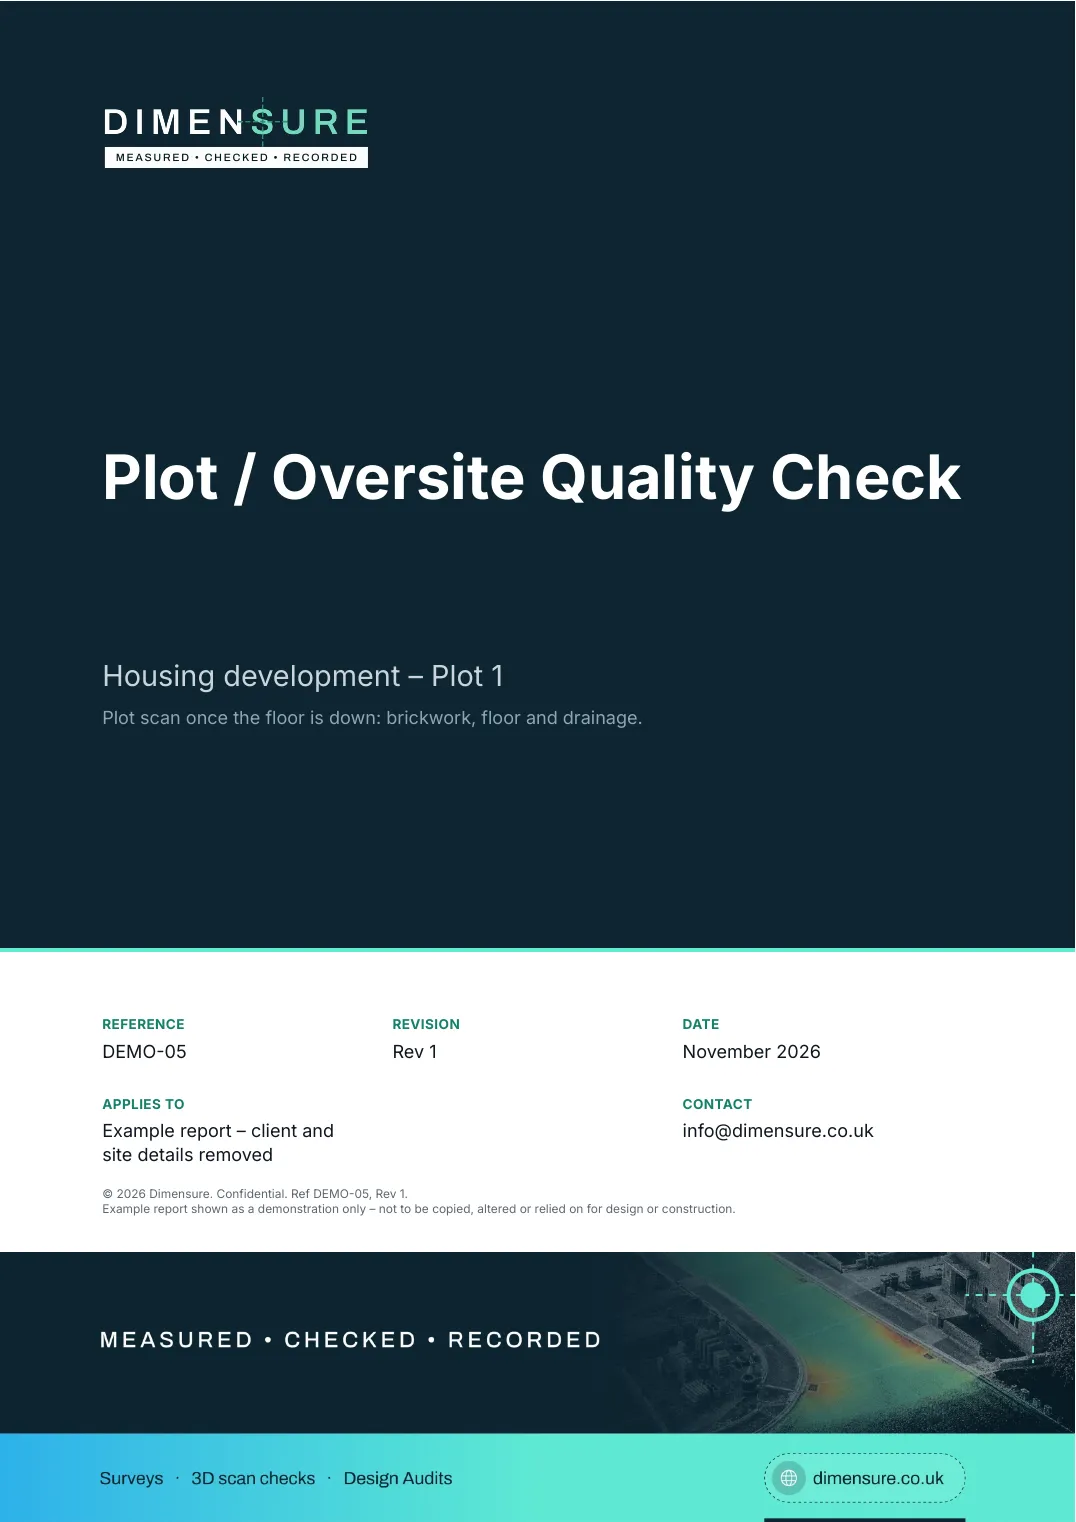 DIMENSURE
MEASURED • CHECKED • RECORDED
Plot / Oversite Quality Check
Housing development – Plot 1
Plot scan once the floor is down: brickwork, floor and drainage.
REFERENCE
DEMO-05
REVISION
Rev 1
DATE
November 2026
APPLIES TO
Example report – client and
site details removed
CONTACT
info@dimensure.co.uk
© 2026 Dimensure. Confidential. Ref DEMO-05, Rev 1.
Example report shown as a demonstration only – not to be copied, altered or relied on for design or construction.
MEASURED • CHECKED • RECORDED
Surveys · 3D scan checks · Design Audits
dimensure.co.uk